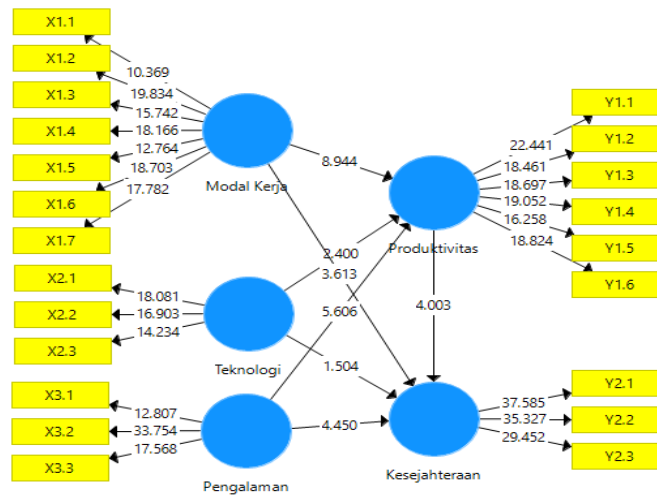 X1.1
X1.2
X1.3
X1.4
X1.5
X1.6
X1.7
10.369
19.834
15.742
18.166
12.764
18.703
17.782
Modal Kerja
X2.1
X2.2
X2.3
18.081
16.903
14.234
Teknologi
X3.1
X3.2
X3.3
12.807
33.754
17.568
Pengalaman
8.944
2.400
3.613
5.606
1.504
4.450
4.003
Produktivitas
22.441
18.461
18.697
19.052
16.258
18.824
Y1.1
Y1.2
Y1.3
Y1.4
Y1.5
Y1.6
Kesejahteraan
37.585
35.327
29.452
Y2.1
Y2.2
Y2.3